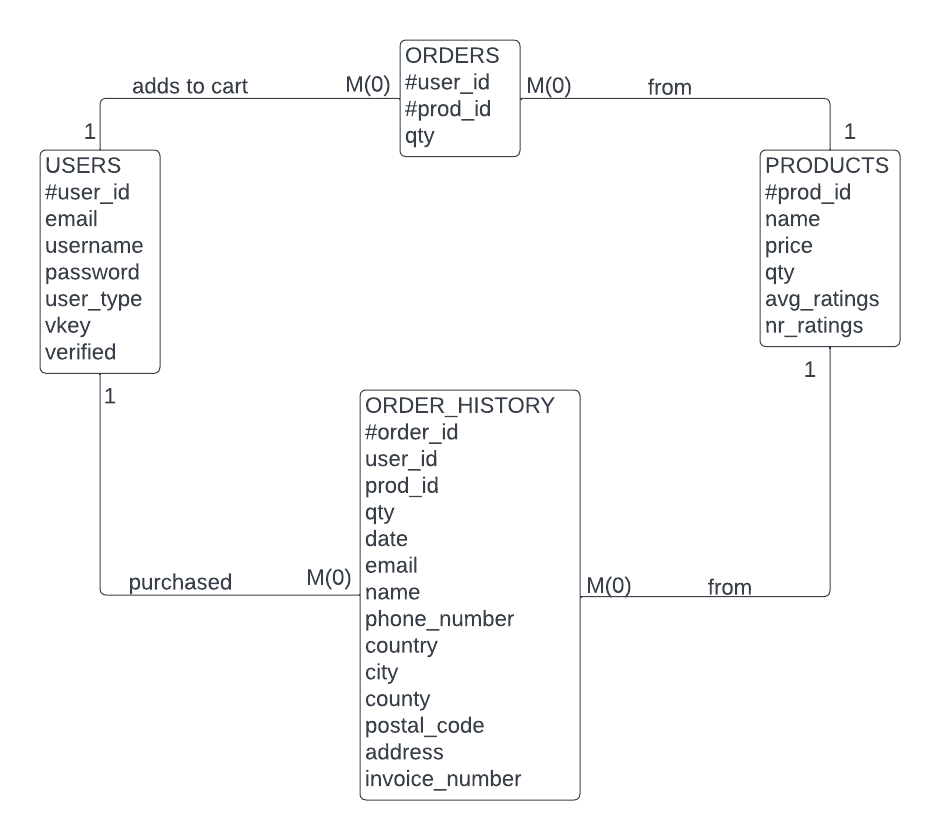 ORDERS
#user_id
#prod_id
qty
adds to cart
M(0)
M(0)
from
1
1
USERS
#user_id
email
username
password
user_type
vkey
verified
PRODUCTS
#prod_id
name
price
qty
avg_ratings
nr_ratings
1
1
ORDER_HISTORY
#order_id
user_id
prod_id
qty
date
email
name
phone_number
country
city
county
postal_code
address
invoice_number
purchased
M(0)
M(0)
from